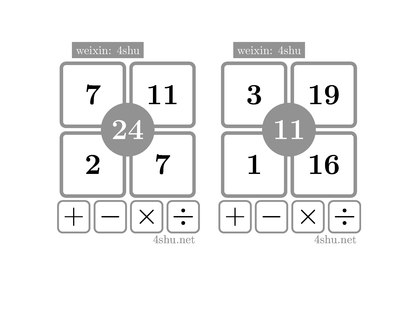 weixin: 4shu
7 11
24
2 7
+ − × ÷
4shu.net
weixin: 4shu
3 19
11
1 16
+ − × ÷
4shu.net